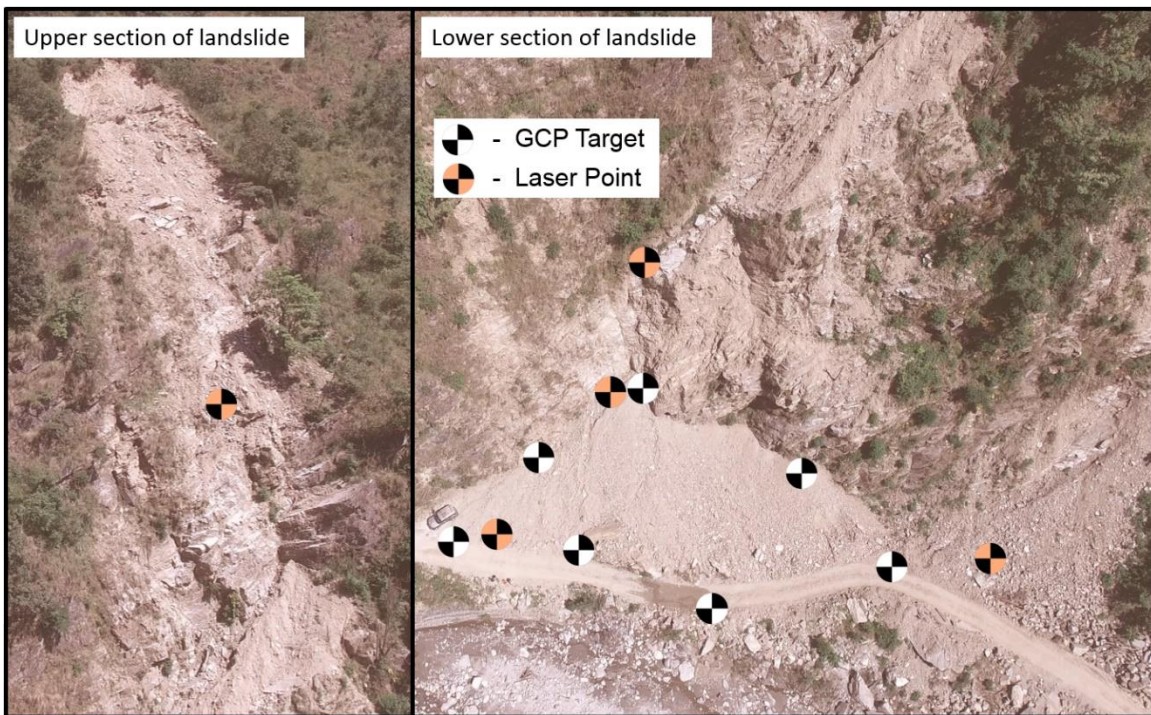 Upper section of landslide
Lower section of landslide
- GCP Target
- Laser Point